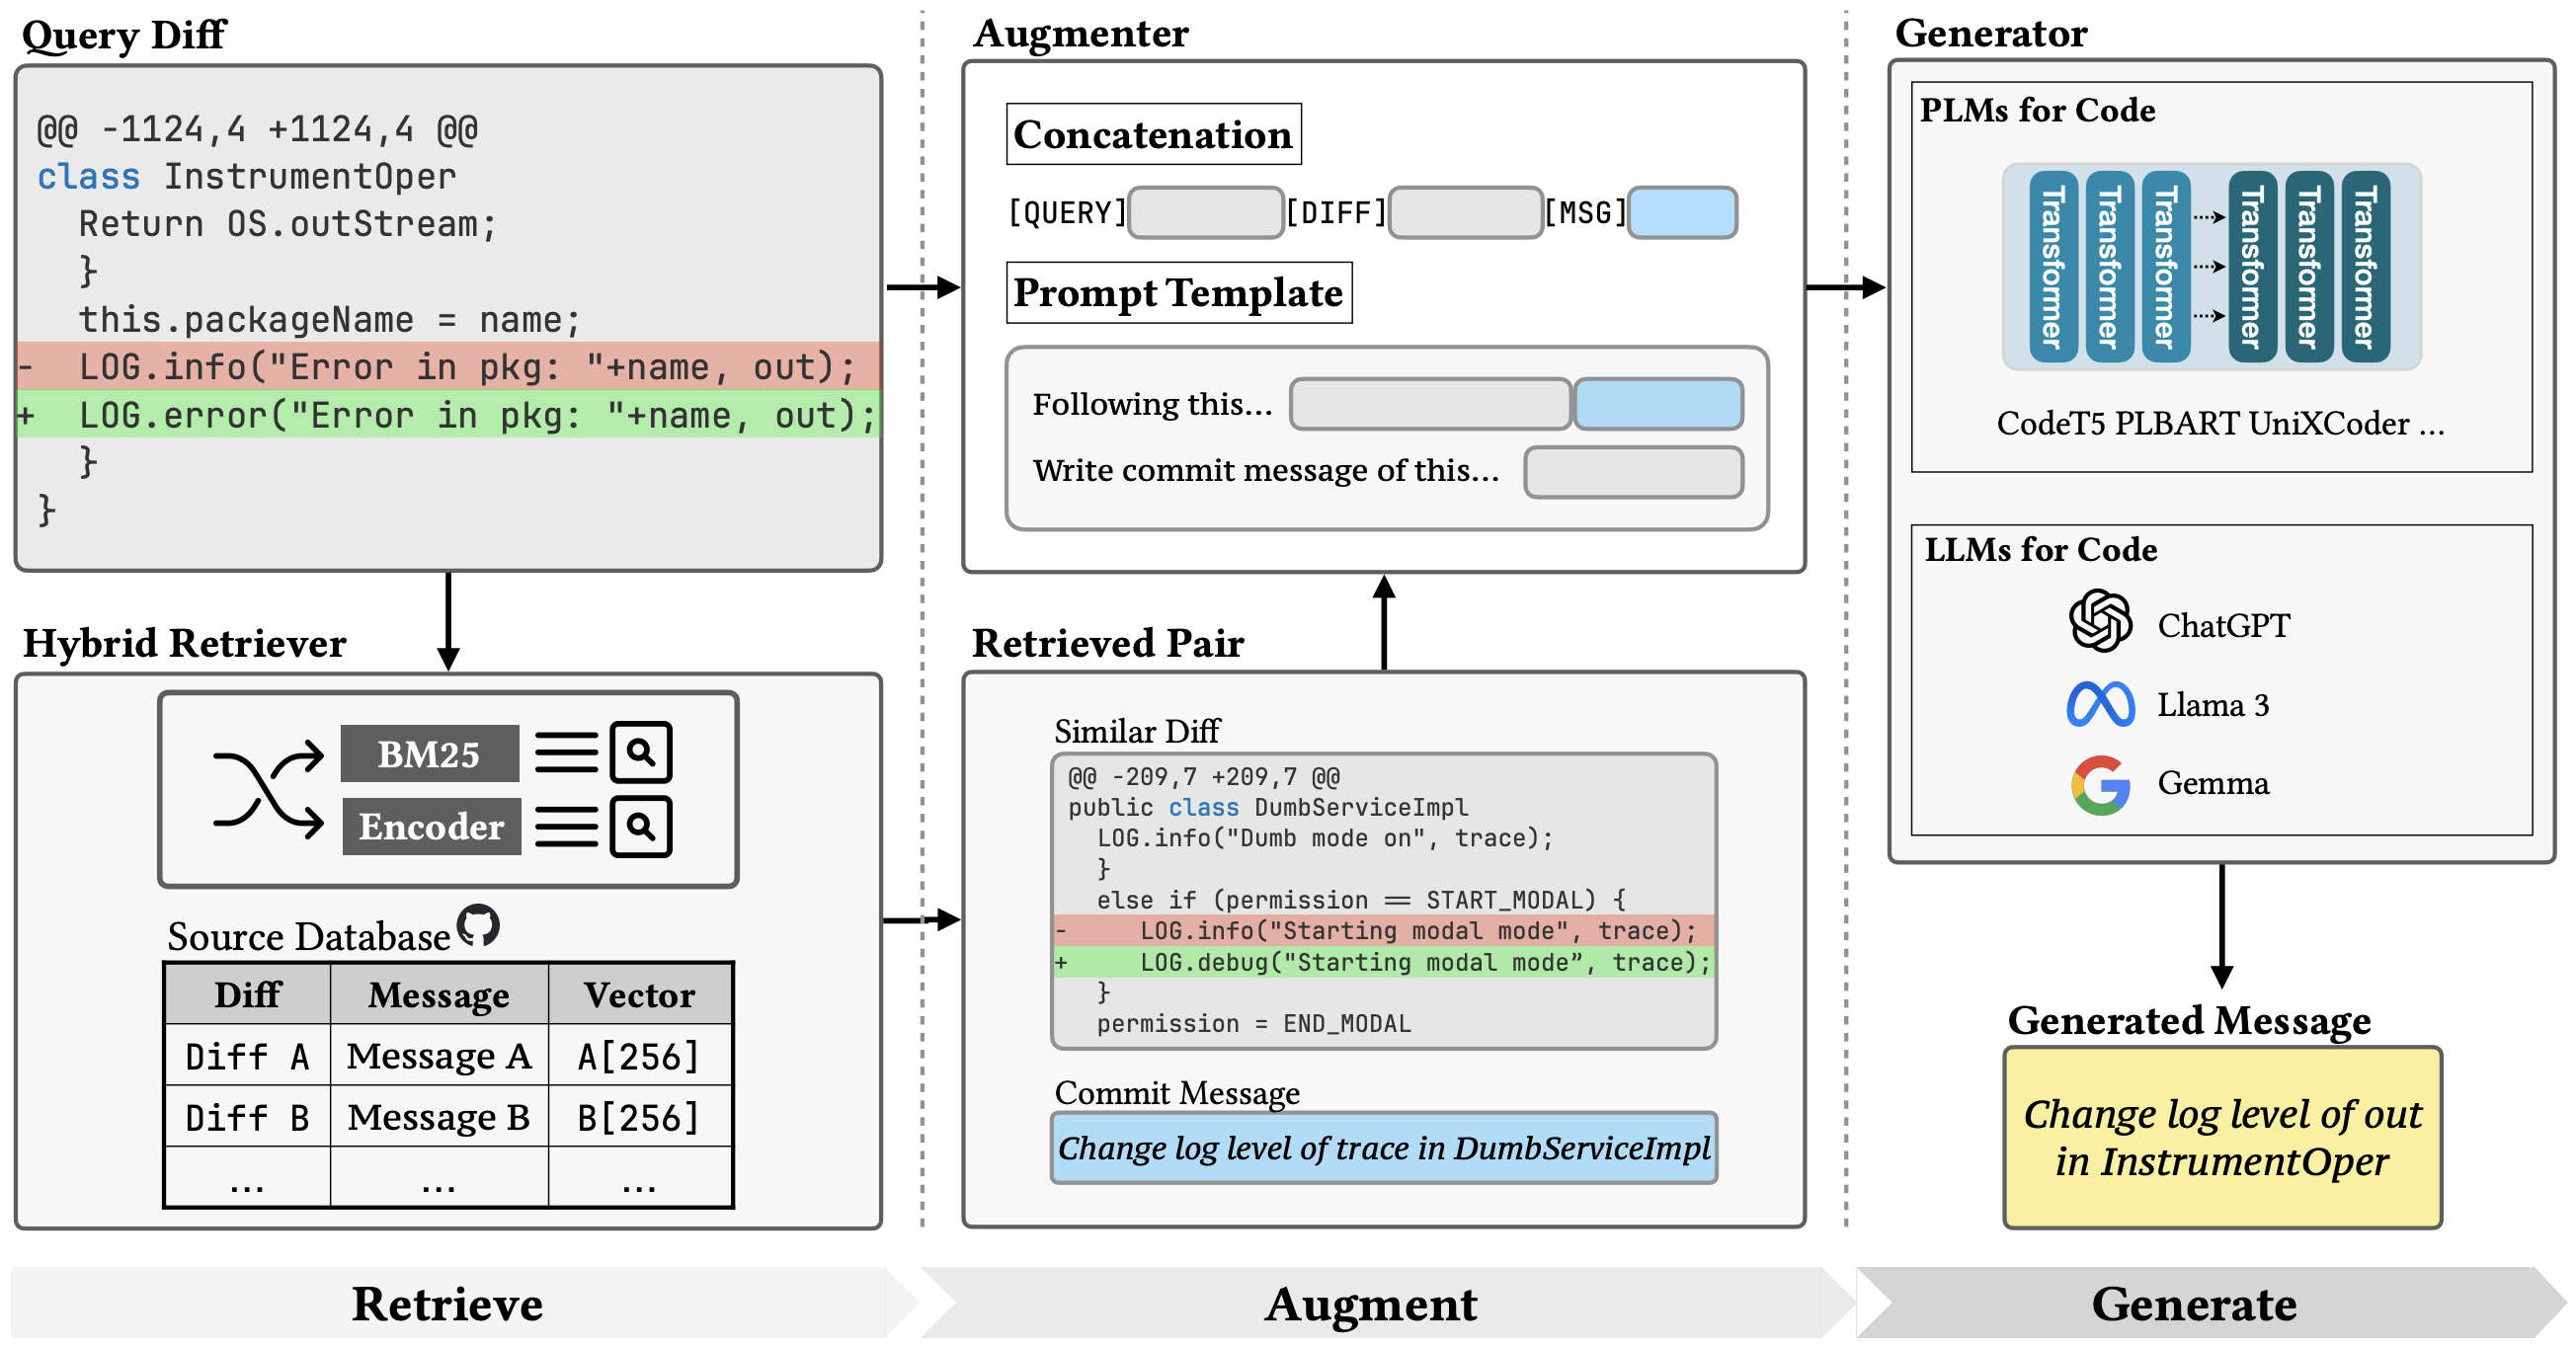 Query Diff
@@ -1124,4 +1124,4 @@
class InstrumentOper
Return OS.outStream;
}
this.packageName = name;
- LOG.info("Error in pkg: "+name, out);
+ LOG.error("Error in pkg: "+name, out);
}
}
Hybrid Retriever
BM25
Encoder
Source Database
Diff Message Vector
Diff A Message A A[256]
Diff B Message B B[256]
... ... ...
Augmenter
Concatenation
[QUERY] [DIFF] [MSG]
Prompt Template
Following this...
Write commit message of this...
Retrieved Pair
Similar Diff
@@ -209,7 +209,7 @@
public class DumbServiceImpl
LOG.info("Dumb mode on", trace);
}
else if (permission == START_MODAL) {
- LOG.info("Starting modal mode", trace);
+ LOG.debug("Starting modal mode”, trace);
}
permission = END_MODAL
Commit Message
Change log level of trace in DumbServiceImpl
Generator
PLMs for Code
Transformer
Transformer
Transformer
Transformer
Transformer
Transformer
CodeT5 PLBART UniXCoder ...
LLMs for Code
ChatGPT
Llama 3
Gemma
Generated Message
Change log level of out
in InstrumentOper
Retrieve
Augment
Generate